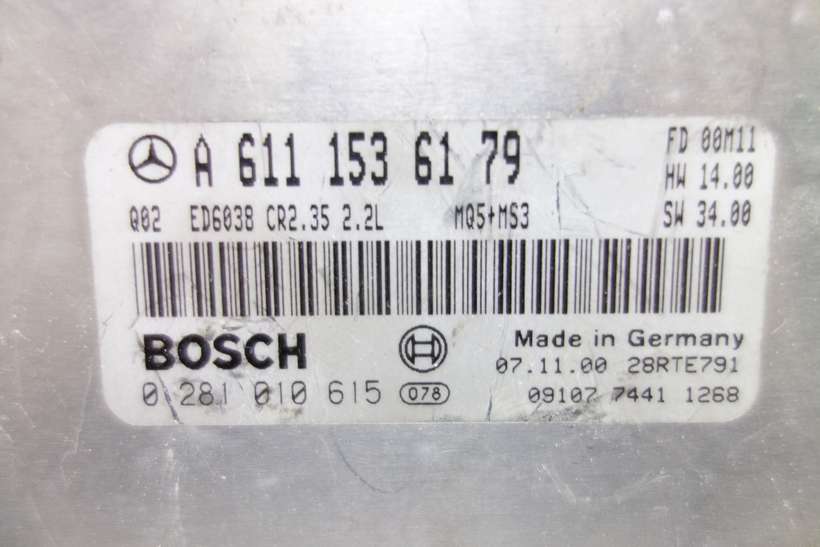 A 611 153 61 79
FD 00M11
HW 14.00
Q02 ED6038 CR2.35 2.2L MQ5+MS3 SW 34.00
BOSCH
Made in Germany
07.11.00 28RTE791
0 281 010 615 078
09107 7441 1268